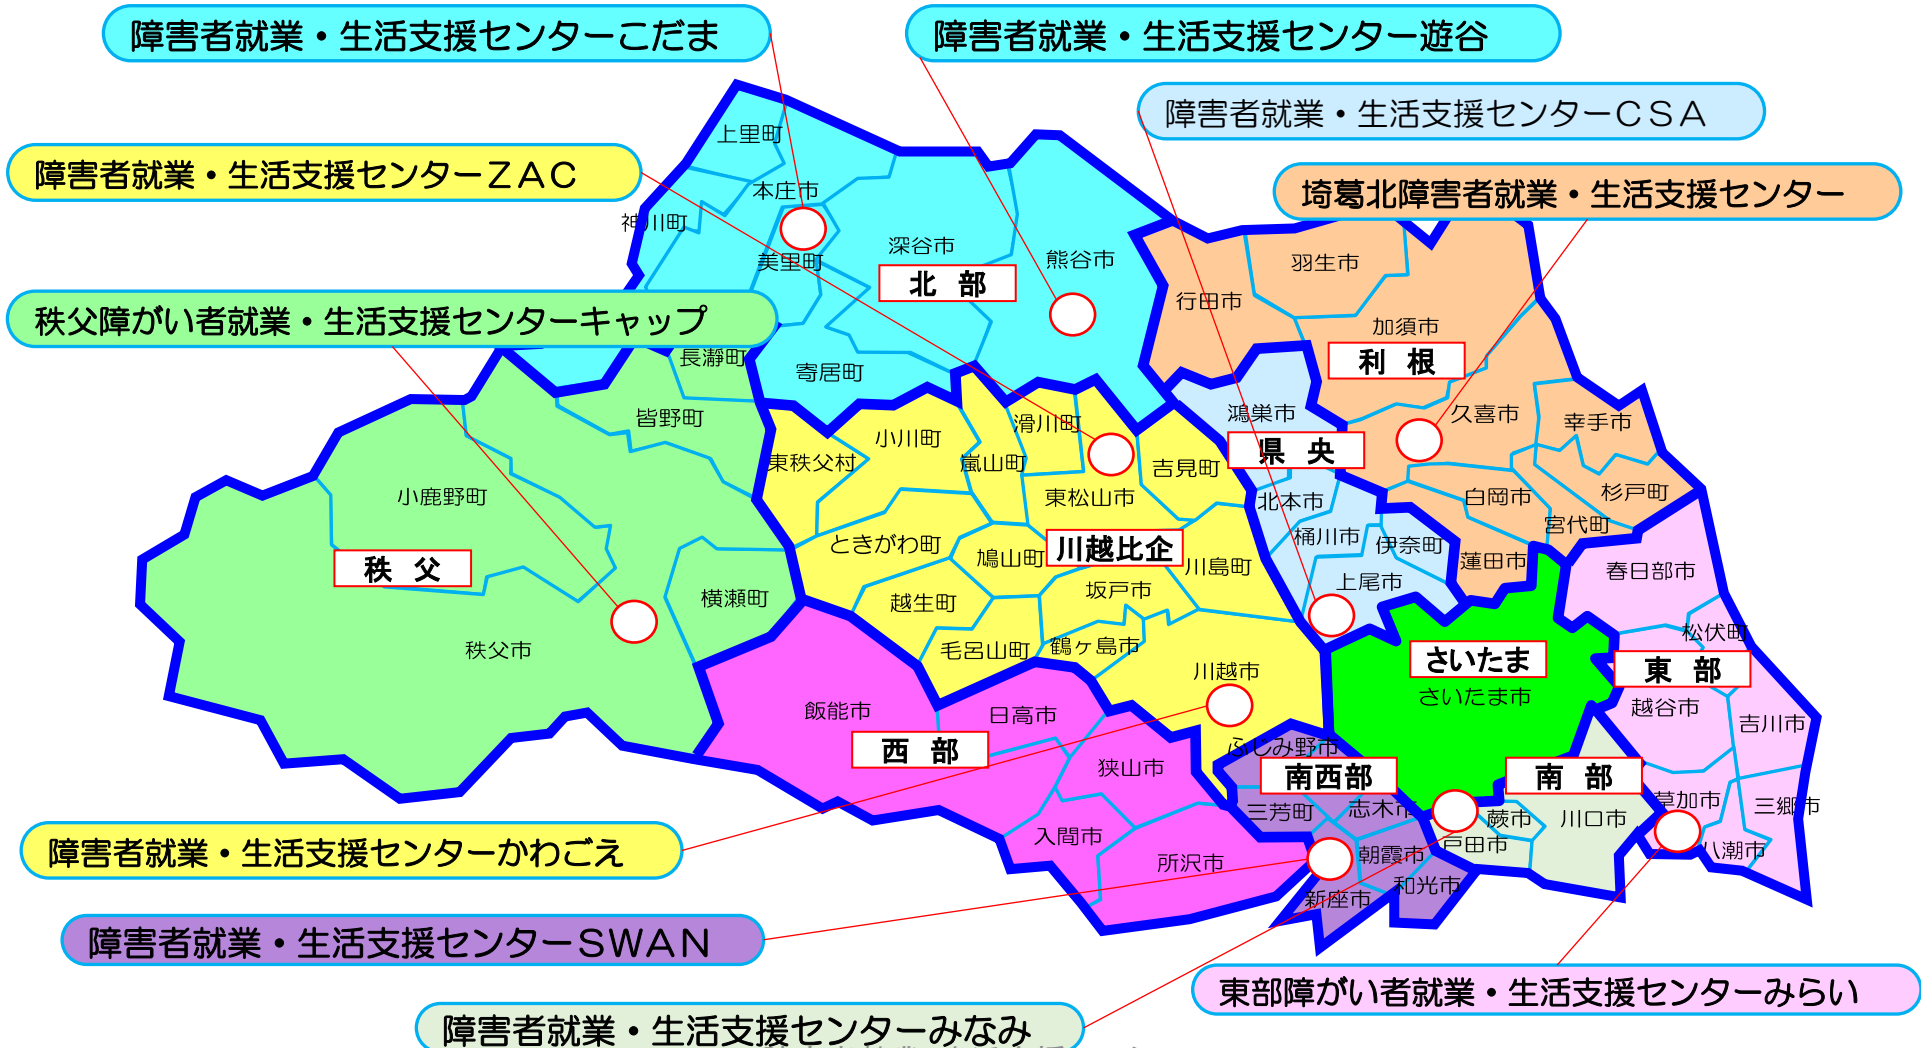 障害者就業・生活支援センターこだま
障害者就業・生活支援センター遊谷
障害者就業・生活支援センターＣＳＡ
障害者就業・生活支援センターＺＡＣ
埼葛北障害者就業・生活支援センター
秩父障がい者就業・生活支援センターキャップ
上里町
本庄市
神川町
美里町
深谷市
北 部
熊谷市
寄居町
長瀞町
皆野町
小鹿野町
秩 父
秩父市
横瀬町
行田市
羽生市
加須市
利 根
久喜市
幸手市
白岡市
杉戸町
宮代町
蓮田市
鴻巣市
県 央
北本市
桶川市
伊奈町
上尾市
東秩父村
小川町
嵐山町
滑川町
吉見町
東松山市
ときがわ町
鳩山町
川越比企
川島町
坂戸市
越生町
毛呂山町
鶴ヶ島市
川越市
さいたま
さいたま市
春日部市
松伏町
東 部
越谷市
吉川市
草加市
三郷市
八潮市
飯能市
日高市
西 部
狭山市
入間市
所沢市
ふじみ野市
南西部
三芳町
志木市
朝霞市
和光市
新座市
南 部
蕨市
川口市
戸田市
障害者就業・生活支援センターかわごえ
障害者就業・生活支援センターＳＷＡＮ
東部障がい者就業・生活支援センターみらい
障害者就業・生活支援センターみなみ